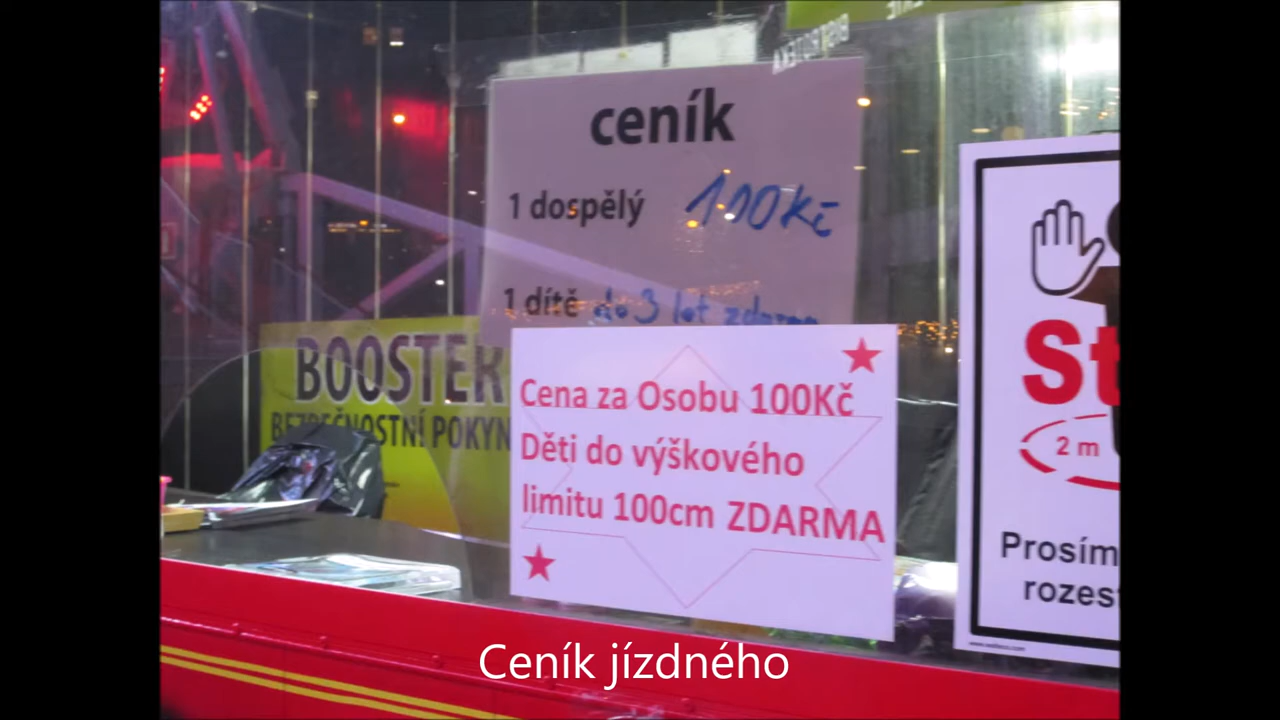 ceník
1 dospělý 100Kč
1 dítě do 3 let zdarma
BOOSTER
BEZPEČNOSTNÍ POKYN
Cena za Osobu 100Kč
Děti do výškového
limitu 100cm ZDARMA
St
2 m
Prosím
rozest
Ceník jízdného